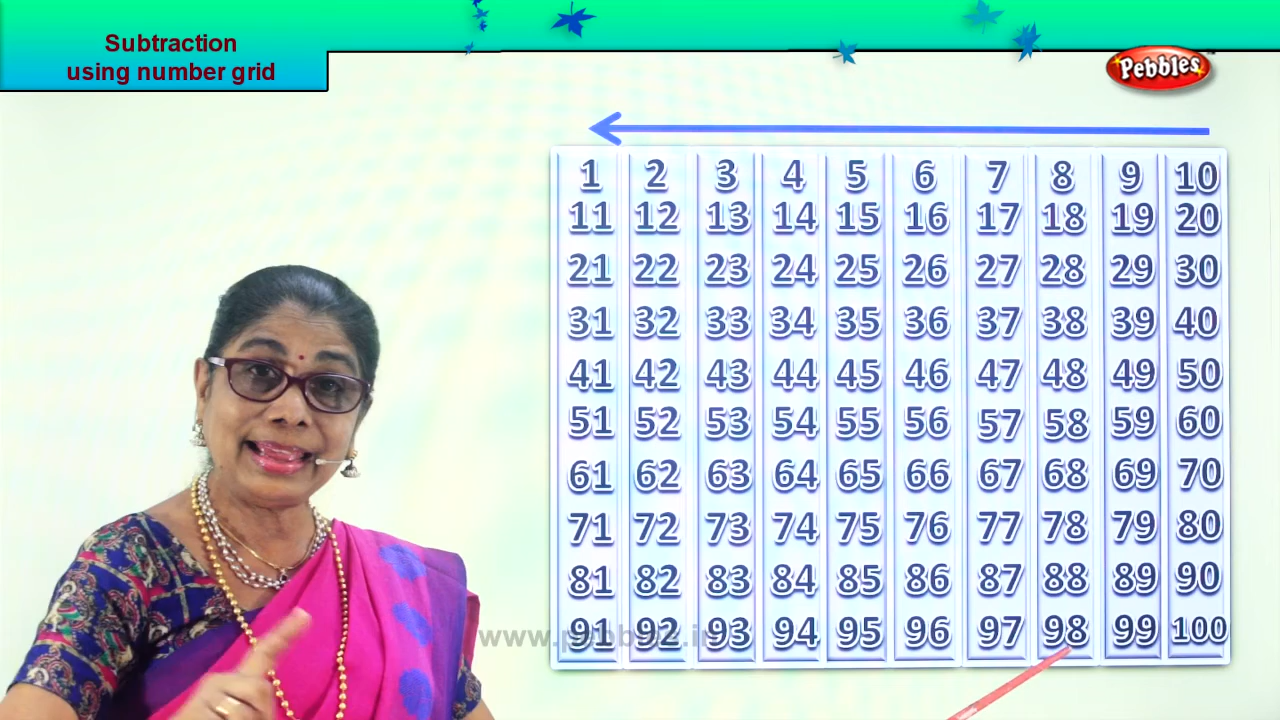 Subtraction
using number grid
Pebbles
1 2 3 4 5 6 7 8 9 10
11 12 13 14 15 16 17 18 19 20
21 22 23 24 25 26 27 28 29 30
31 32 33 34 35 36 37 38 39 40
41 42 43 44 45 46 47 48 49 50
51 52 53 54 55 56 57 58 59 60
61 62 63 64 65 66 67 68 69 70
71 72 73 74 75 76 77 78 79 80
81 82 83 84 85 86 87 88 89 90
91 92 93 94 95 96 97 98 99 100
www.pebbles.in